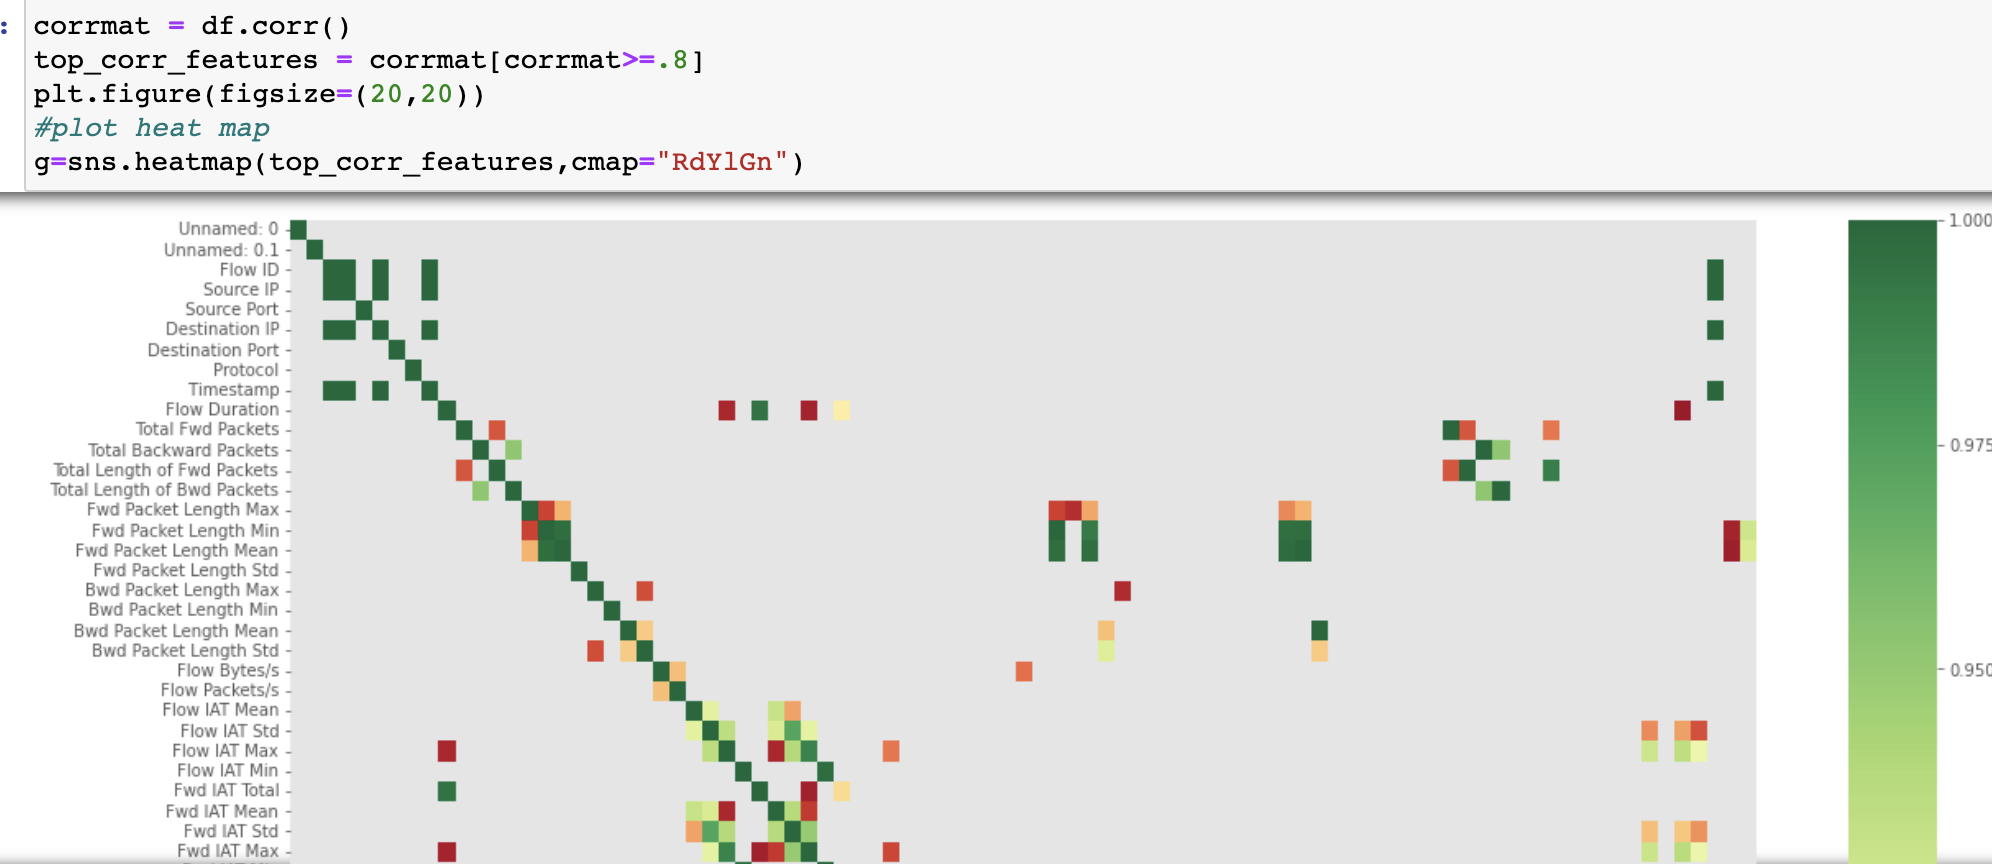 :
corrmat = df.corr()
top_corr_features = corrmat[corrmat>=.8]
plt.figure(figsize=(20,20))
#plot heat map
g=sns.heatmap(top_corr_features,cmap="RdYlGn")
Unnamed: 0
Unnamed: 0.1
Flow ID
Source IP
Source Port
Destination IP
Destination Port
Protocol
Timestamp
Flow Duration
Total Fwd Packets
Total Backward Packets
Total Length of Fwd Packets
Total Length of Bwd Packets
Fwd Packet Length Max
Fwd Packet Length Min
Fwd Packet Length Mean
Fwd Packet Length Std
Bwd Packet Length Max
Bwd Packet Length Min
Bwd Packet Length Mean
Bwd Packet Length Std
Flow Bytes/s
Flow Packets/s
Flow IAT Mean
Flow IAT Std
Flow IAT Max
Flow IAT Min
Fwd IAT Total
Fwd IAT Mean
Fwd IAT Std
Fwd IAT Max
1.000
0.975
0.950